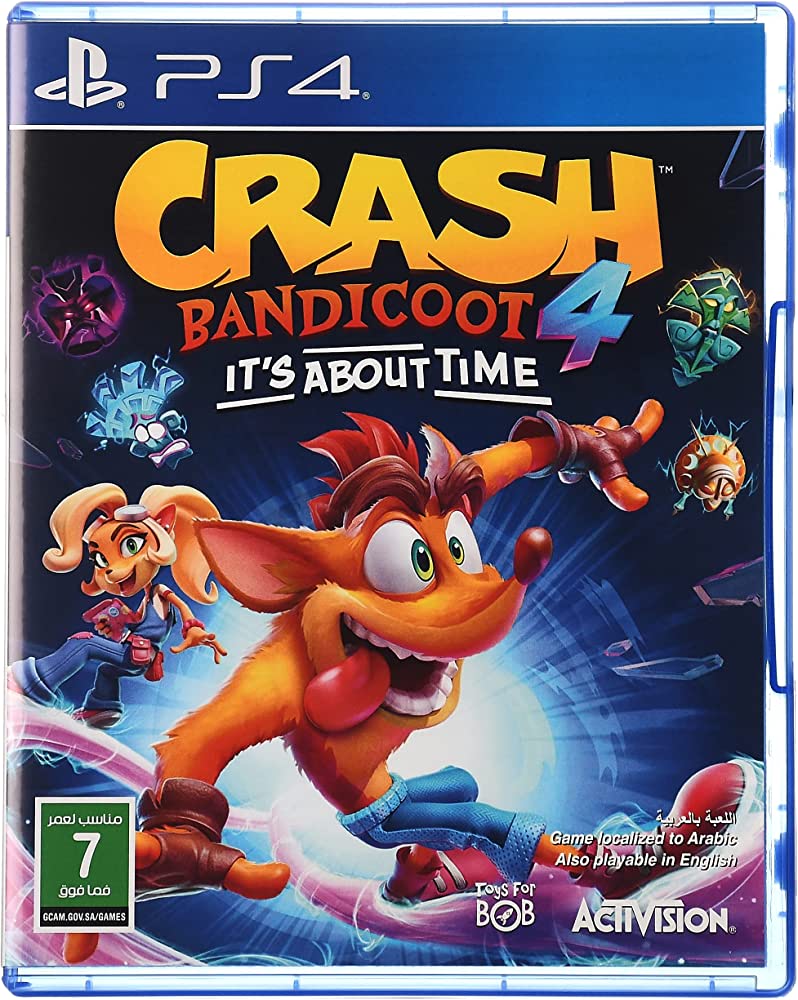 PS4®
CRASH™
BANDICOOT 4
IT'S ABOUT TIME
مناسب لعمر
7
فما فوق
GCAM.GOV.SA/GAMES
اللعبة بالعربية
Game localized to Arabic
Also playable in English
Toys For
BOB
ACTIVISION®